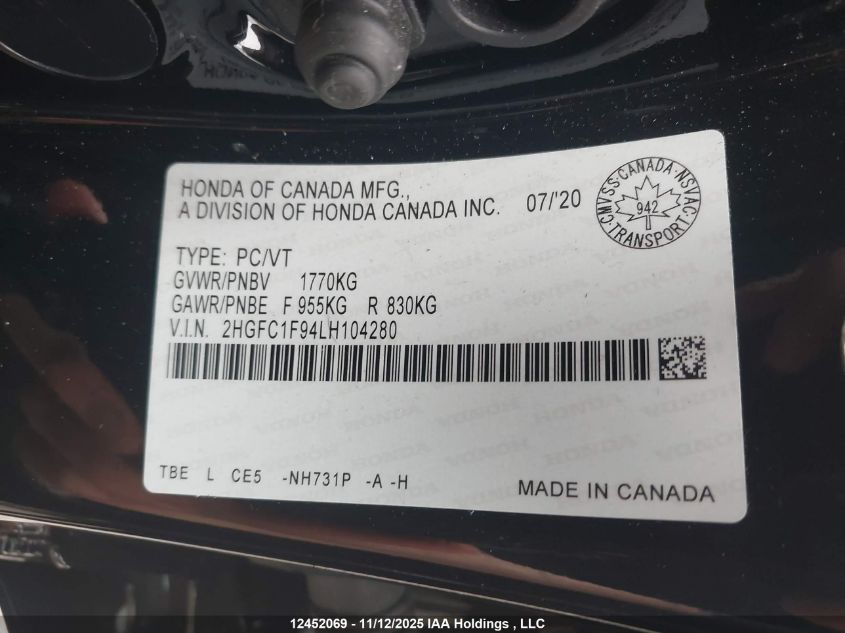 HONDA OF CANADA MFG.,
A DIVISION OF HONDA CANADA INC. 07/'20
CMVSS·CANADA·NSVAC
942
·TRANSPORT·
TYPE: PC/VT
GVWR/PNBV 1770KG
GAWR/PNBE F 955KG R 830KG
V.I.N. 2HGFC1F94LH104280
TBE L CE5 -NH731P -A -H
MADE IN CANADA
12452069 - 11/12/2025 IAA Holdings , LLC